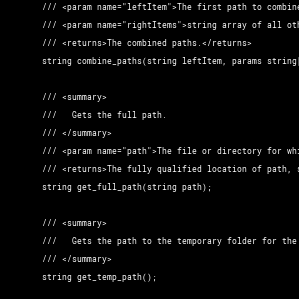 /// <param name="leftItem">The first path to combine
/// <param name="rightItems">string array of all oth
/// <returns>The combined paths.</returns>
string combine_paths(string leftItem, params string[
/// <summary>
///   Gets the full path.
/// </summary>
/// <param name="path">The file or directory for whi
/// <returns>The fully qualified location of path, s
string get_full_path(string path);
/// <summary>
///   Gets the path to the temporary folder for the
/// </summary>
string get_temp_path();